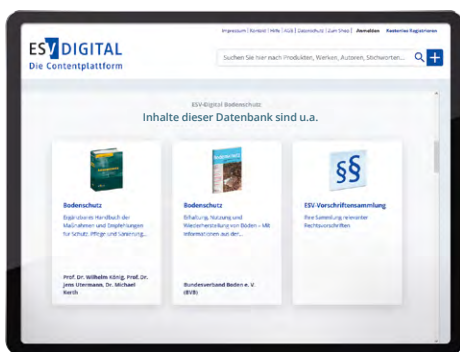 Impressum | Kontakt | Hilfe | AGB | Datenschutz | Zum Shop | Anmelden Kostenlos Registrieren
ESV DIGITAL
Die Contentplattform
Suchen Sie hier nach Produkten, Werken, Autoren, Stichworten...
ESV-Digital Bodenschutz
Inhalte dieser Datenbank sind u.a.
Bodenschutz
Ergänzbares Handbuch der
Maßnahmen und Empfehlungen
für Schutz, Pflege und Sanierung...
Prof. Dr. Wilhelm König, Prof. Dr.
Jens Utermann, Dr. Michael
Kerth
Bodenschutz
Erhaltung, Nutzung und
Wiederherstellung von Böden – Mit
Informationen aus der...
Bundesverband Boden e. V.
(BVB)
§§
ESV-Vorschriftensammlung
Ihre Sammlung relevanter
Rechtsvorschriften